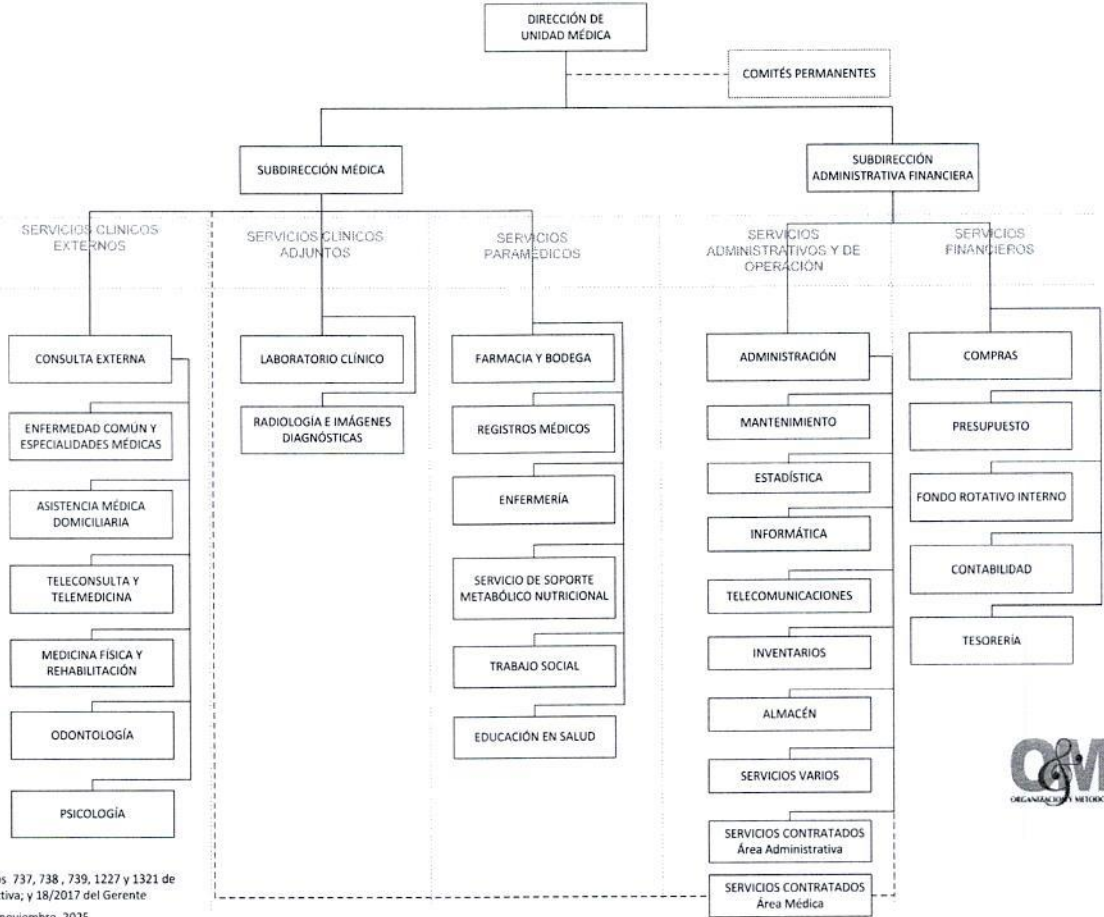 DIRECCIÓN DE
UNIDAD MÉDICA
COMITÉS PERMANENTES
SUBDIRECCIÓN MÉDICA
SUBDIRECCIÓN
ADMINISTRATIVA FINANCIERA
SERVICIOS CLINICOS
EXTERNOS
SERVICIOS CLINICOS
ADJUNTOS
SERVICIOS
PARAMEDICOS
SERVICIOS
ADMINISTRATIVOS Y DE
OPERACIÓN
SERVICIOS
FINANCIEROS
CONSULTA EXTERNA
ENFERMEDAD COMÚN Y
ESPECIALIDADES MÉDICAS
ASISTENCIA MÉDICA
DOMICILIARIA
TELECONSULTA Y
TELEMEDICINA
MEDICINA FÍSICA Y
REHABILITACIÓN
ODONTOLOGÍA
PSICOLOGÍA
LABORATORIO CLÍNICO
RADIOLOGÍA E IMÁGENES
DIAGNÓSTICAS
FARMACIA Y BODEGA
REGISTROS MÉDICOS
ENFERMERÍA
SERVICIO DE SOPORTE
METABÓLICO NUTRICIONAL
TRABAJO SOCIAL
EDUCACIÓN EN SALUD
ADMINISTRACIÓN
MANTENIMIENTO
ESTADÍSTICA
INFORMÁTICA
TELECOMUNICACIONES
INVENTARIOS
ALMACÉN
SERVICIOS VARIOS
SERVICIOS CONTRATADOS
Área Administrativa
SERVICIOS CONTRATADOS
Área Médica
COMPRAS
PRESUPUESTO
FONDO ROTATIVO INTERNO
CONTABILIDAD
TESORERÍA
O&M
ORGANIZACIÓN Y METODO
s 737, 738 , 739, 1227 y 1321 de
ctiva; y 18/2017 del Gerente
noviembre 2025